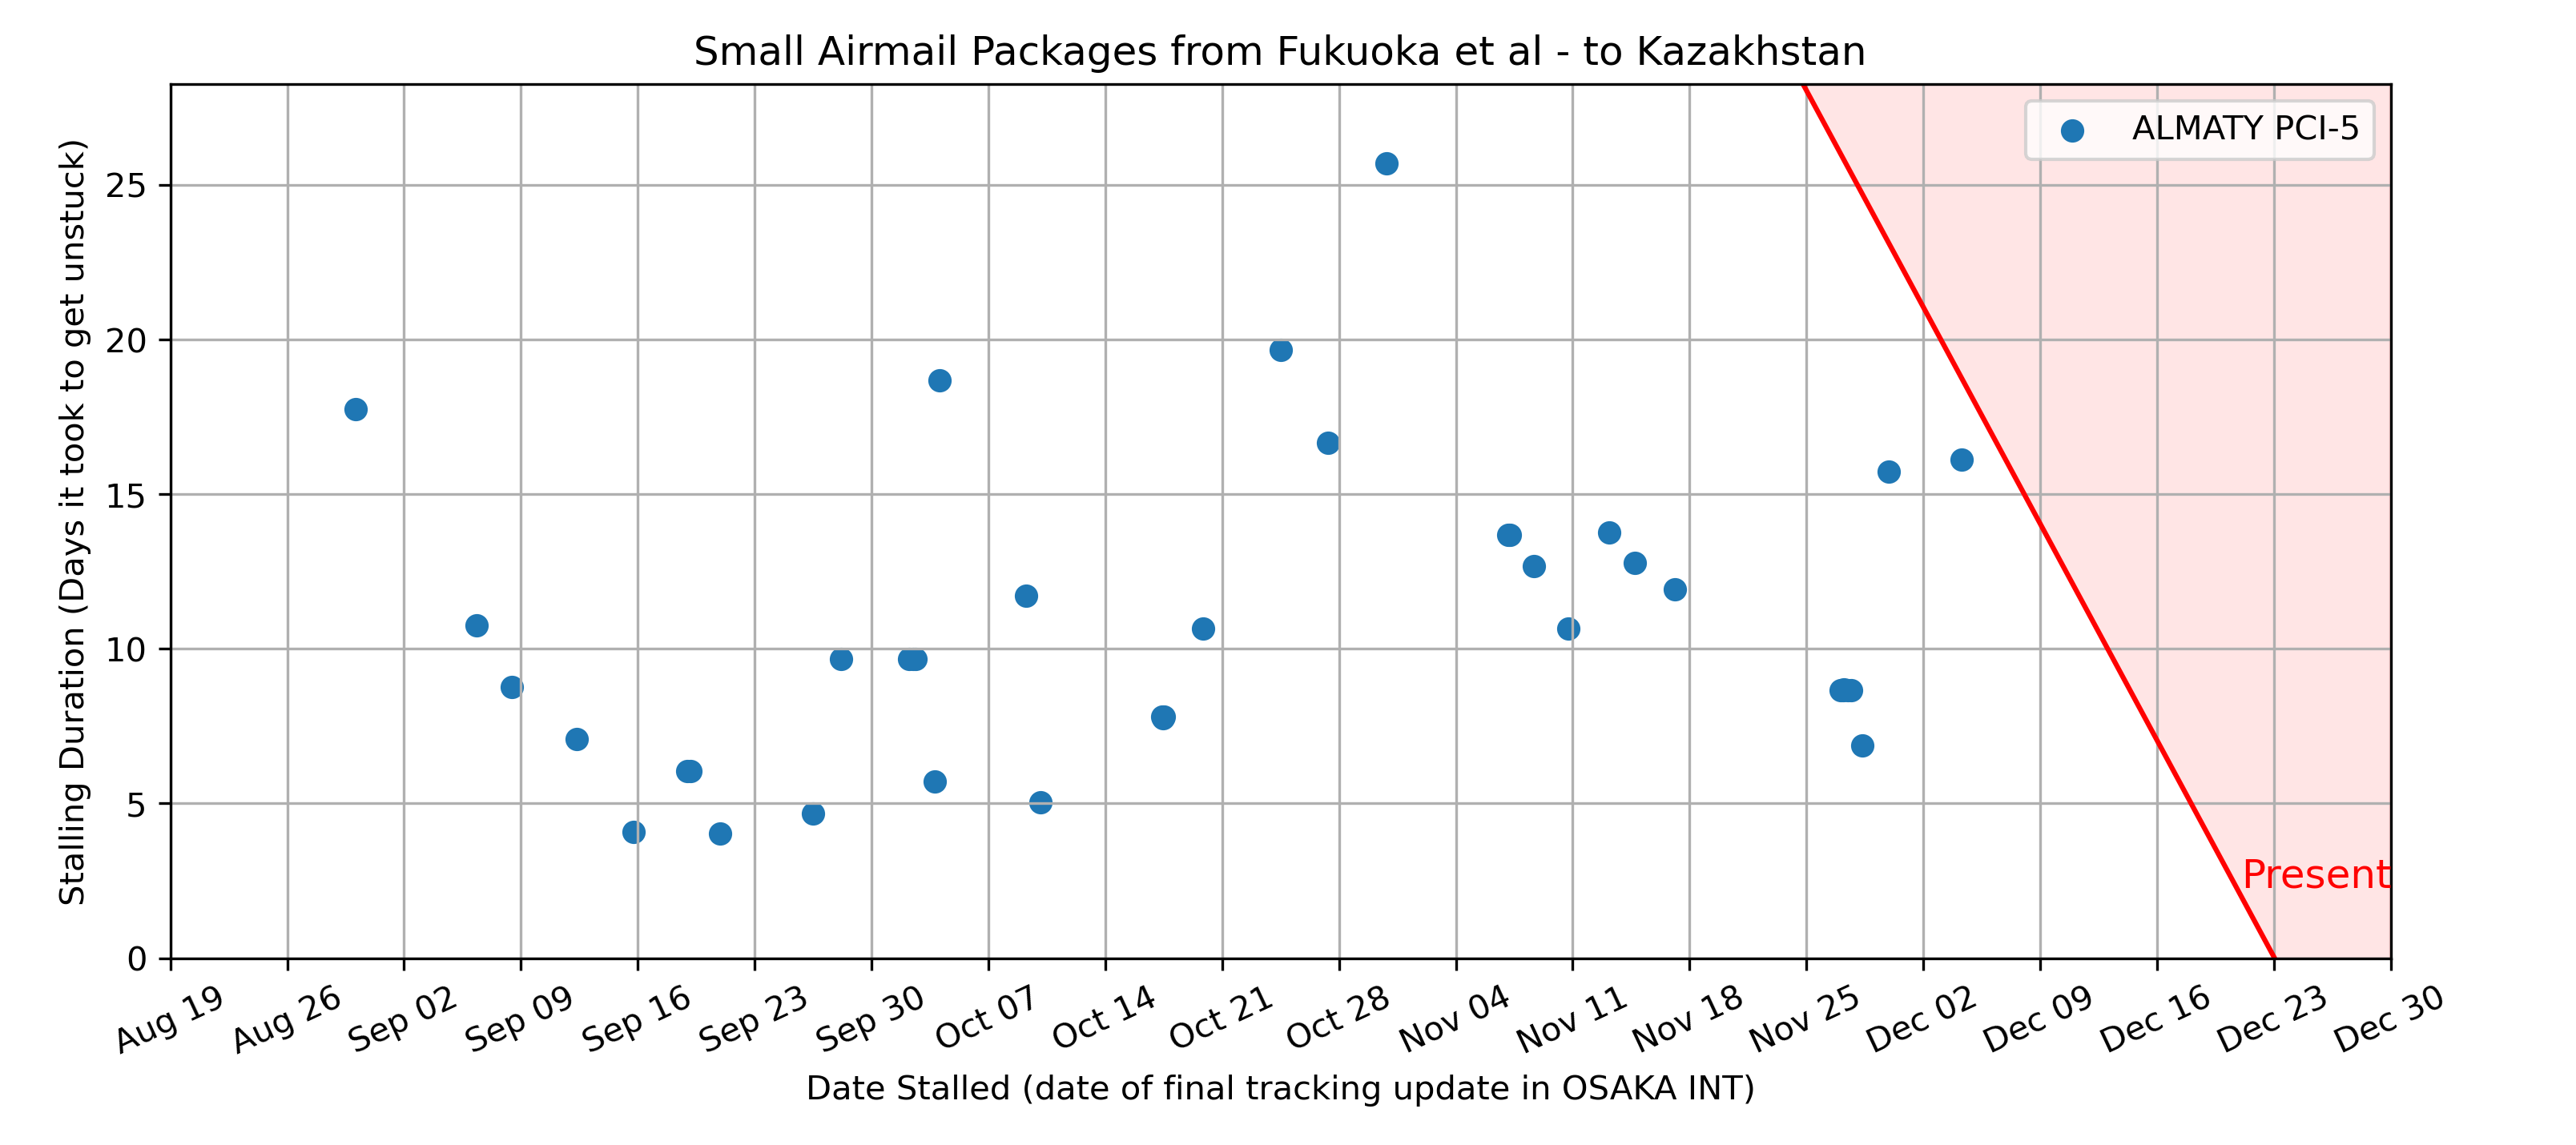 Small Airmail Packages from Fukuoka et al - to Kazakhstan
ALMATY PCI-5
Stalling Duration (Days it took to get unstuck)
25
20
15
10
5
0
Present
Aug 19
Aug 26
Sep 02
Sep 09
Sep 16
Sep 23
Sep 30
Oct 07
Oct 14
Oct 21
Oct 28
Nov 04
Nov 11
Nov 18
Nov 25
Dec 02
Dec 09
Dec 16
Dec 23
Dec 30
Date Stalled (date of final tracking update in OSAKA INT)